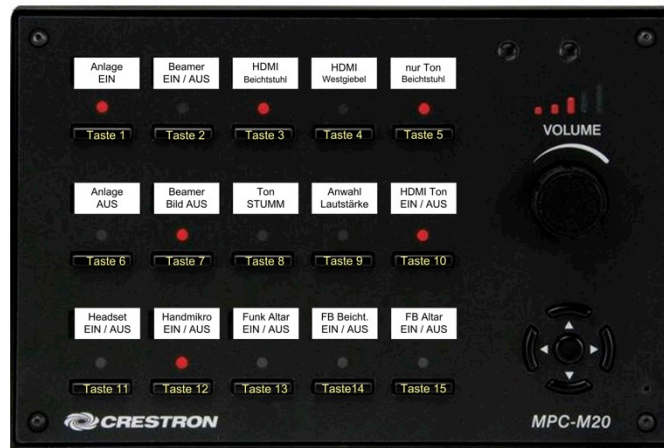 Anlage
EIN
Beamer
EIN / AUS
HDMI
Beichtstuhl
HDMI
Westgiebel
nur Ton
Beichtstuhl
Taste 1
Taste 2
Taste 3
Taste 4
Taste 5
VOLUME
Anlage
AUS
Beamer
Bild AUS
Ton
STUMM
Anwahl
Lautstärke
HDMI Ton
EIN / AUS
Taste 6
Taste 7
Taste 8
Taste 9
Taste 10
Headset
EIN / AUS
Handmikro
EIN / AUS
Funk Altar
EIN / AUS
FB Beicht.
EIN / AUS
FB Altar
EIN / AUS
Taste 11
Taste 12
Taste 13
Taste14
Taste 15
CRESTRON
MPC-M20